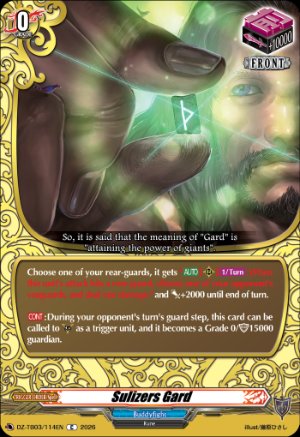 0
+10000
FRONT
So, it is said that the meaning of "Gard" is
"attaining the power of giants".
Choose one of your rear-guards, it gets AUTO 1/Turn
and +2000 until end of turn.
CONT :During your opponent's turn's guard step, this card can be
called to as a trigger unit, and it becomes a Grade 0/15000
guardian.
Sulizers Gard
Buddyfight
Rune
DZ-TB03/114EN C 2026